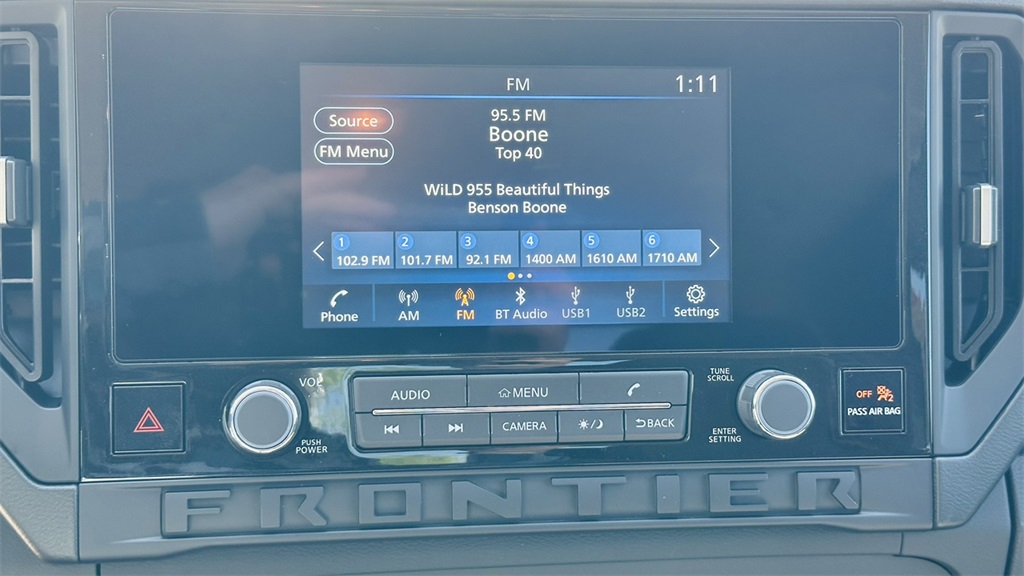 FM 1:11
Source
FM Menu
95.5 FM
Boone
Top 40
WiLD 955 Beautiful Things
Benson Boone
1 2 3 4 5 6
102.9 FM 101.7 FM 92.1 FM 1400 AM 1610 AM 1710 AM
Phone AM FM BT Audio USB1 USB2 Settings
VOL
PUSH
POWER
AUDIO MENU
CAMERA BACK
TUNE
SCROLL
ENTER
SETTING
OFF 2
PASS AIR BAG
FRONTIER